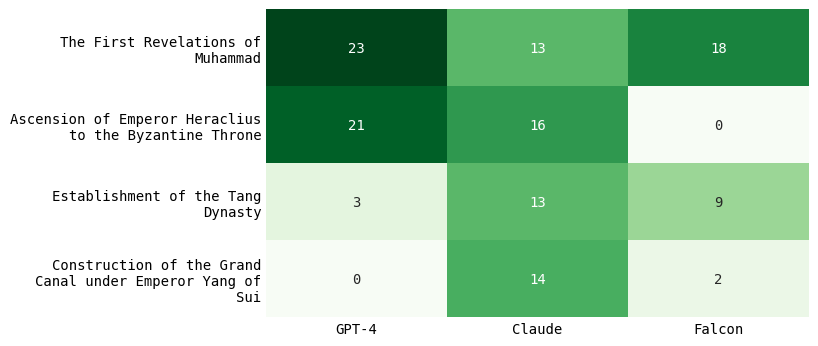 The First Revelations of
Muhammad
23 13 18
Ascension of Emperor Heraclius
to the Byzantine Throne
21 16 0
Establishment of the Tang
Dynasty
3 13 9
Construction of the Grand
Canal under Emperor Yang of
Sui
0 14 2
GPT-4 Claude Falcon